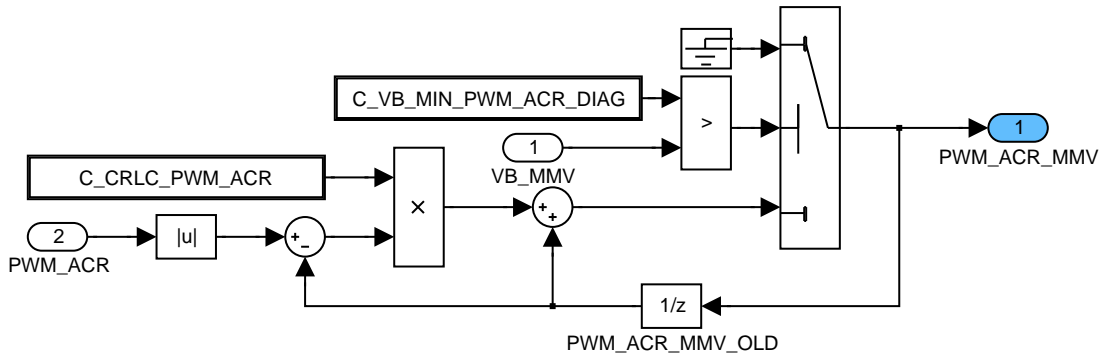 C_VB_MIN_PWM_ACR_DIAG
>
1
VB_MMV
1
PWM_ACR_MMV
C_CRLC_PWM_ACR
×
2
PWM_ACR
|u|
+
−
+
+
1/z
PWM_ACR_MMV_OLD